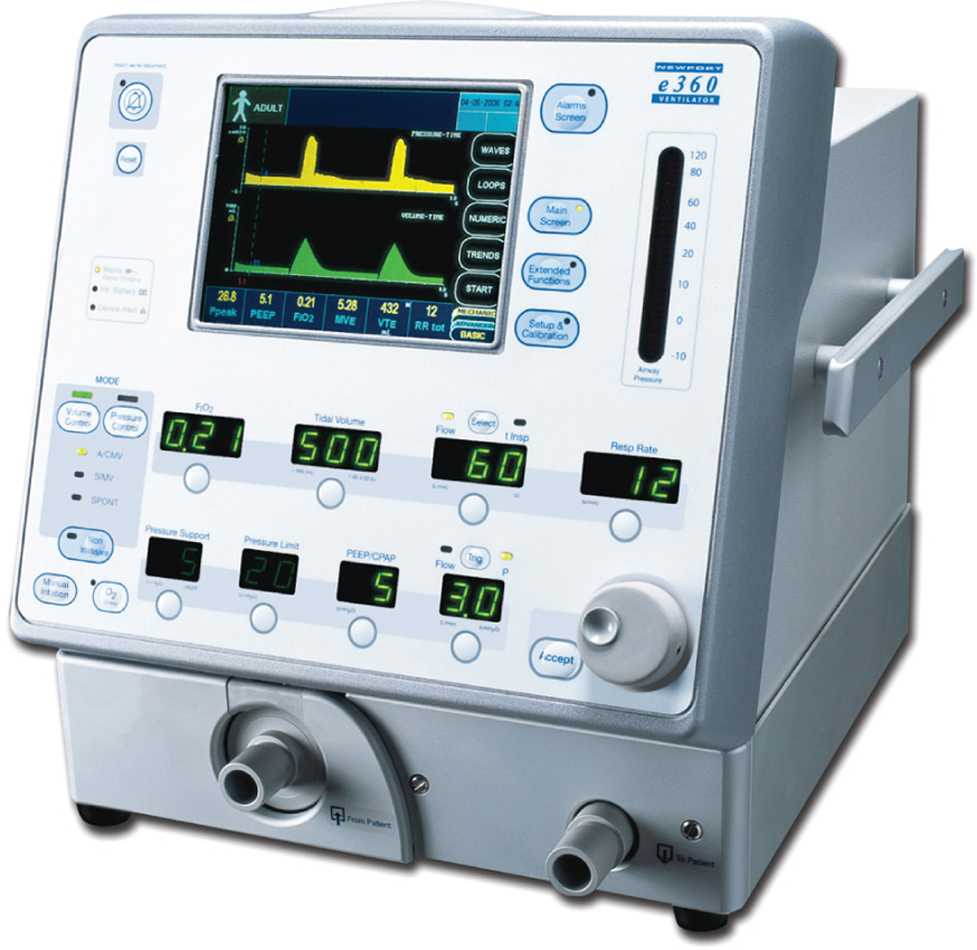 NEWPORT
e360
VENTILATOR
Reset
ADULT
04-06-2006 02:4
PRESSURE-TIME
VOLUME-TIME
WAVES
LOOPS
NUMERIC
TRENDS
START
MECHANIC
ADVANCED
BASIC
26.8 5.1 0.21 5.28 432 12
Ppeak PEEP FiO2 MVE VTE RR tot
mL
Alarms
Screen
Main
Screen
Extended
Functions
Setup &
Calibration
120
80
60
40
20
10
0
-10
Airway
Pressure
Mains
Battery Charging
Int. Battery
Device Alert
MODE
Volume
Control
Pressure
Control
A/CMV
SIMV
SPONT
Non
Invasive
Manual
Inflation
O2
FiO2
0.21
Tidal Volume
500
Flow
Select
t Insp
60
Resp Rate
12
Pressure Support
5
Pressure Limit
20
PEEP/CPAP
5
Flow
Trig
P
3.0
Accept
From Patient
To Patient